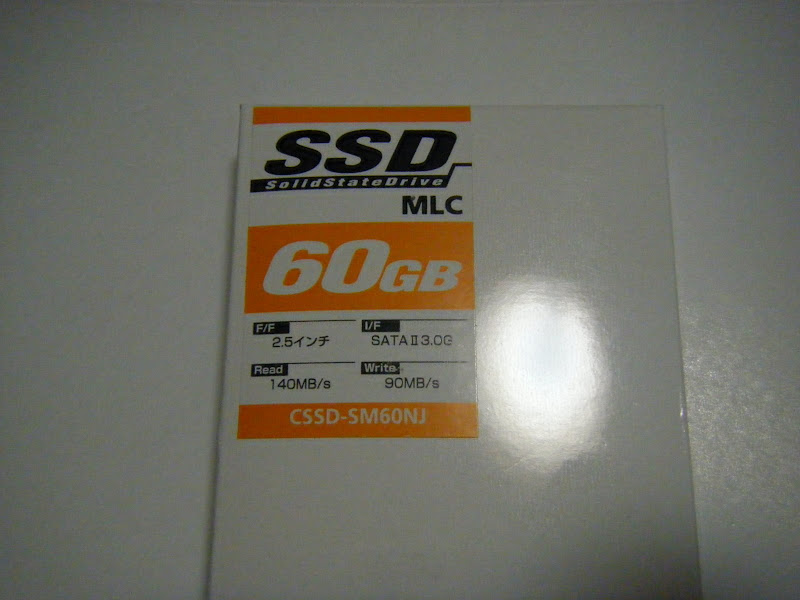 SSD
SolidStateDrive
MLC
60GB
F/F
I/F
2.5インチ
SATAⅡ3.0G
Read
Write
140MB/s
90MB/s
CSSD-SM60NJ